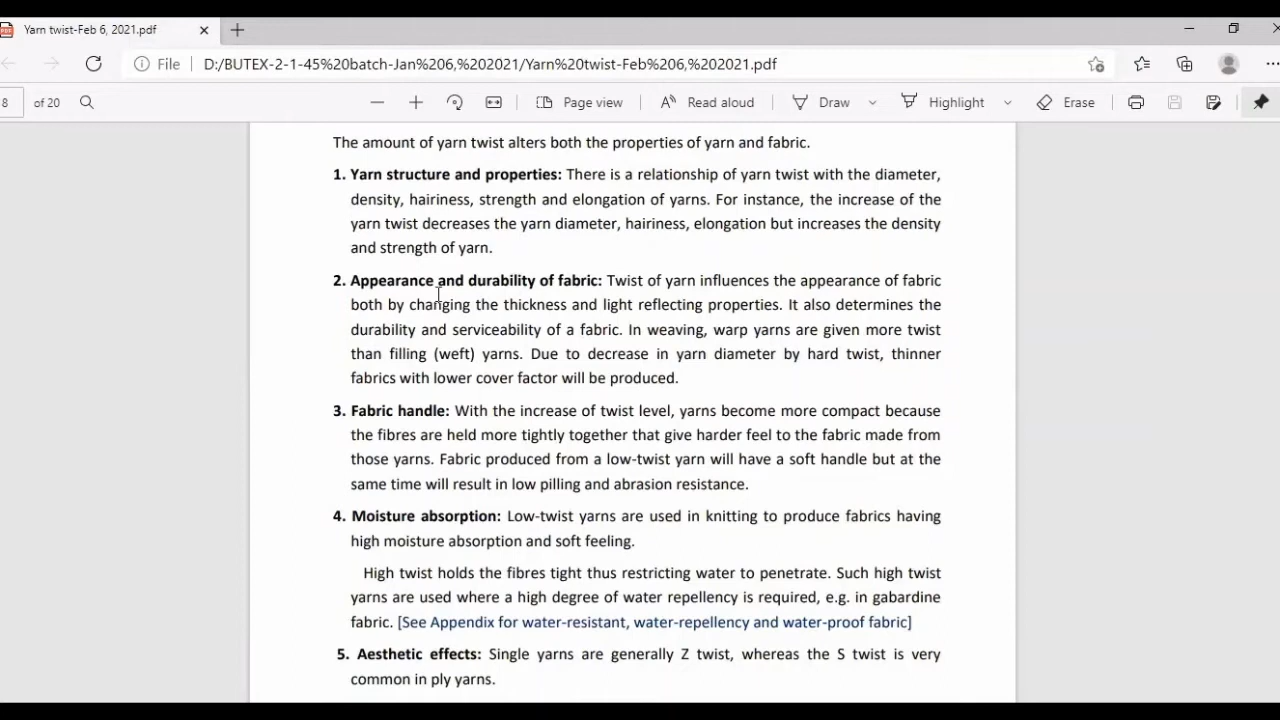 Yarn twist-Feb 6, 2021.pdf
File D:/BUTEX-2-1-45%20batch-Jan%206,%202021/Yarn%20twist-Feb%206,%202021.pdf
8 of 20 Page view Read aloud Draw Highlight Erase
The amount of yarn twist alters both the properties of yarn and fabric.
1. Yarn structure and properties: There is a relationship of yarn twist with the diameter,
density, hairiness, strength and elongation of yarns. For instance, the increase of the
yarn twist decreases the yarn diameter, hairiness, elongation but increases the density
and strength of yarn.
2. Appearance and durability of fabric: Twist of yarn influences the appearance of fabric
both by changing the thickness and light reflecting properties. It also determines the
durability and serviceability of a fabric. In weaving, warp yarns are given more twist
than filling (weft) yarns. Due to decrease in yarn diameter by hard twist, thinner
fabrics with lower cover factor will be produced.
3. Fabric handle: With the increase of twist level, yarns become more compact because
the fibres are held more tightly together that give harder feel to the fabric made from
those yarns. Fabric produced from a low-twist yarn will have a soft handle but at the
same time will result in low pilling and abrasion resistance.
4. Moisture absorption: Low-twist yarns are used in knitting to produce fabrics having
high moisture absorption and soft feeling.
High twist holds the fibres tight thus restricting water to penetrate. Such high twist
yarns are used where a high degree of water repellency is required, e.g. in gabardine
fabric. [See Appendix for water-resistant, water-repellency and water-proof fabric]
5. Aesthetic effects: Single yarns are generally Z twist, whereas the S twist is very
common in ply yarns.